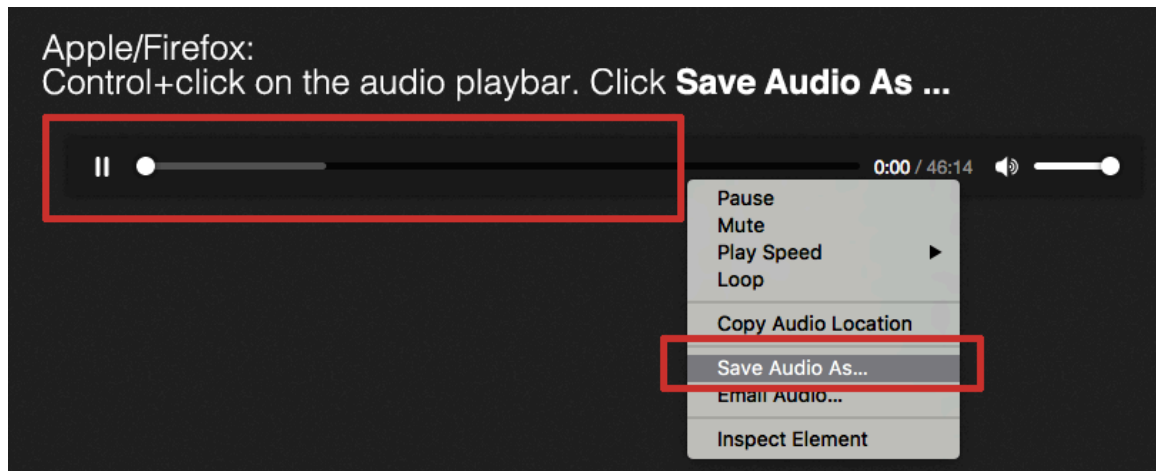 Apple/Firefox:
Control+click on the audio playbar. Click Save Audio As ...
0:00 / 46:14
Pause
Mute
Play Speed
Loop
Copy Audio Location
Save Audio As...
Email Audio...
Inspect Element